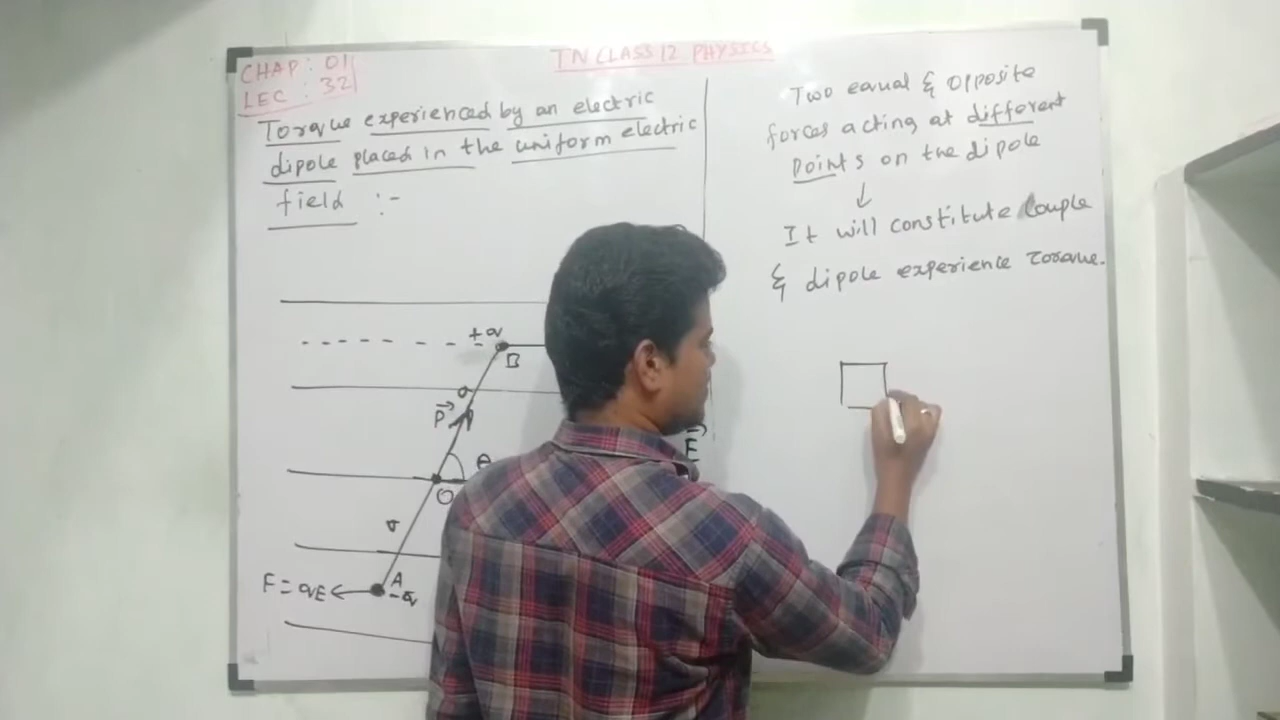 CHAP: 01
LEC : 32
TN CLASS 12 PHYSICS
Torque experienced by an electric
dipole placed in the uniform electric
field :-
+q
B
a
P
θ
O
A
F = qE
-q
E
Two equal & opposite
forces acting at different
points on the dipole
↓
It will constitute Couple
& dipole experience Torque.